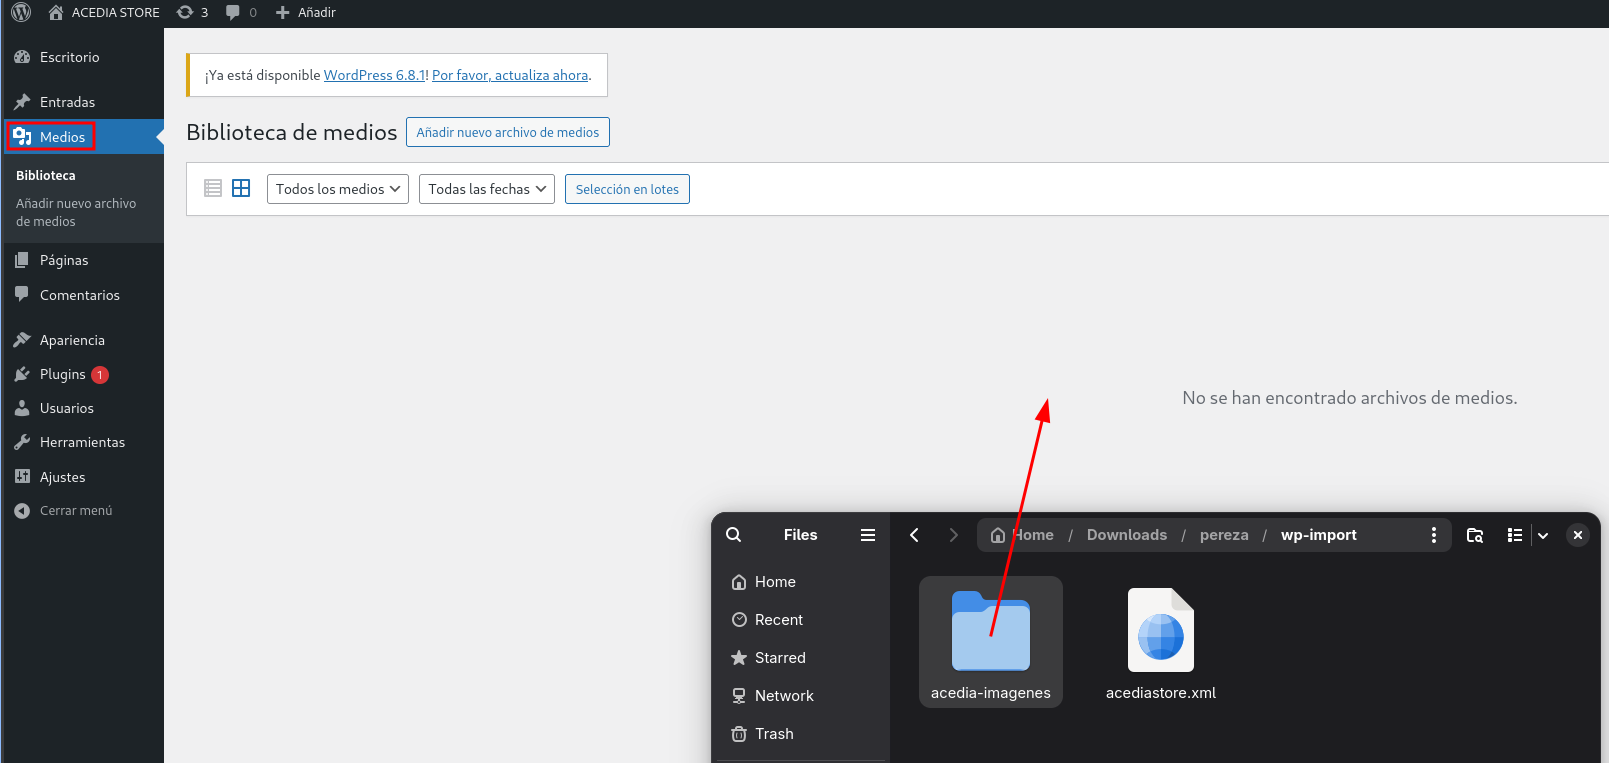 ACEDIA STORE 3 0 Añadir
Escritorio
Entradas
Medios
Biblioteca
Añadir nuevo archivo
de medios
Páginas
Comentarios
Apariencia
Plugins 1
Usuarios
Herramientas
Ajustes
Cerrar menú
¡Ya está disponible WordPress 6.8.1! Por favor, actualiza ahora.
Biblioteca de medios Añadir nuevo archivo de medios
Todos los medios Todas las fechas Selección en lotes
No se han encontrado archivos de medios.
Files Home / Downloads / pereza / wp-import
Home
Recent
Starred
Network
Trash
acedia-imagenes acediastore.xml